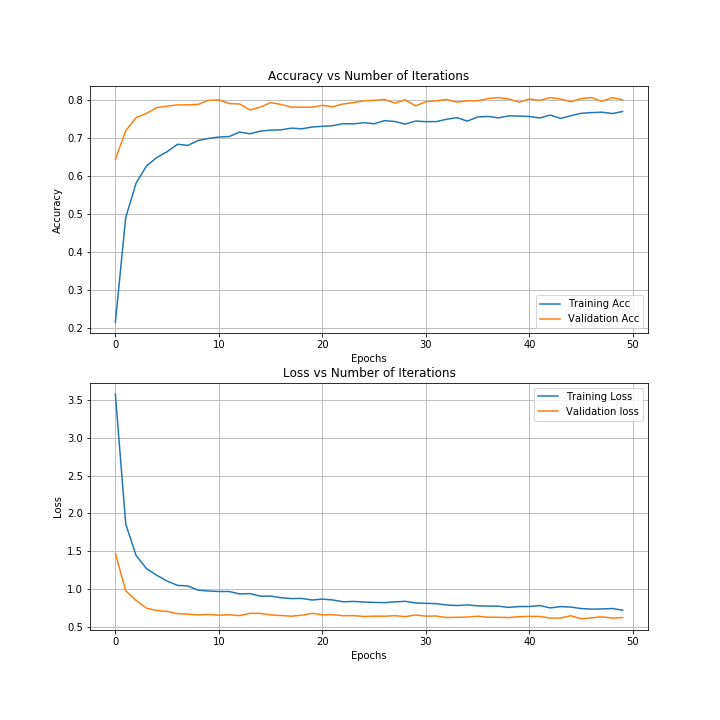 Accuracy vs Number of Iterations
0.8
0.7
0.6
0.5
0.4
0.3
0.2
Accuracy
Training Acc
Validation Acc
0 10 20 30 40 50
Epochs
Loss vs Number of Iterations
3.5
3.0
2.5
2.0
1.5
1.0
0.5
Loss
Training Loss
Validation loss
0 10 20 30 40 50
Epochs